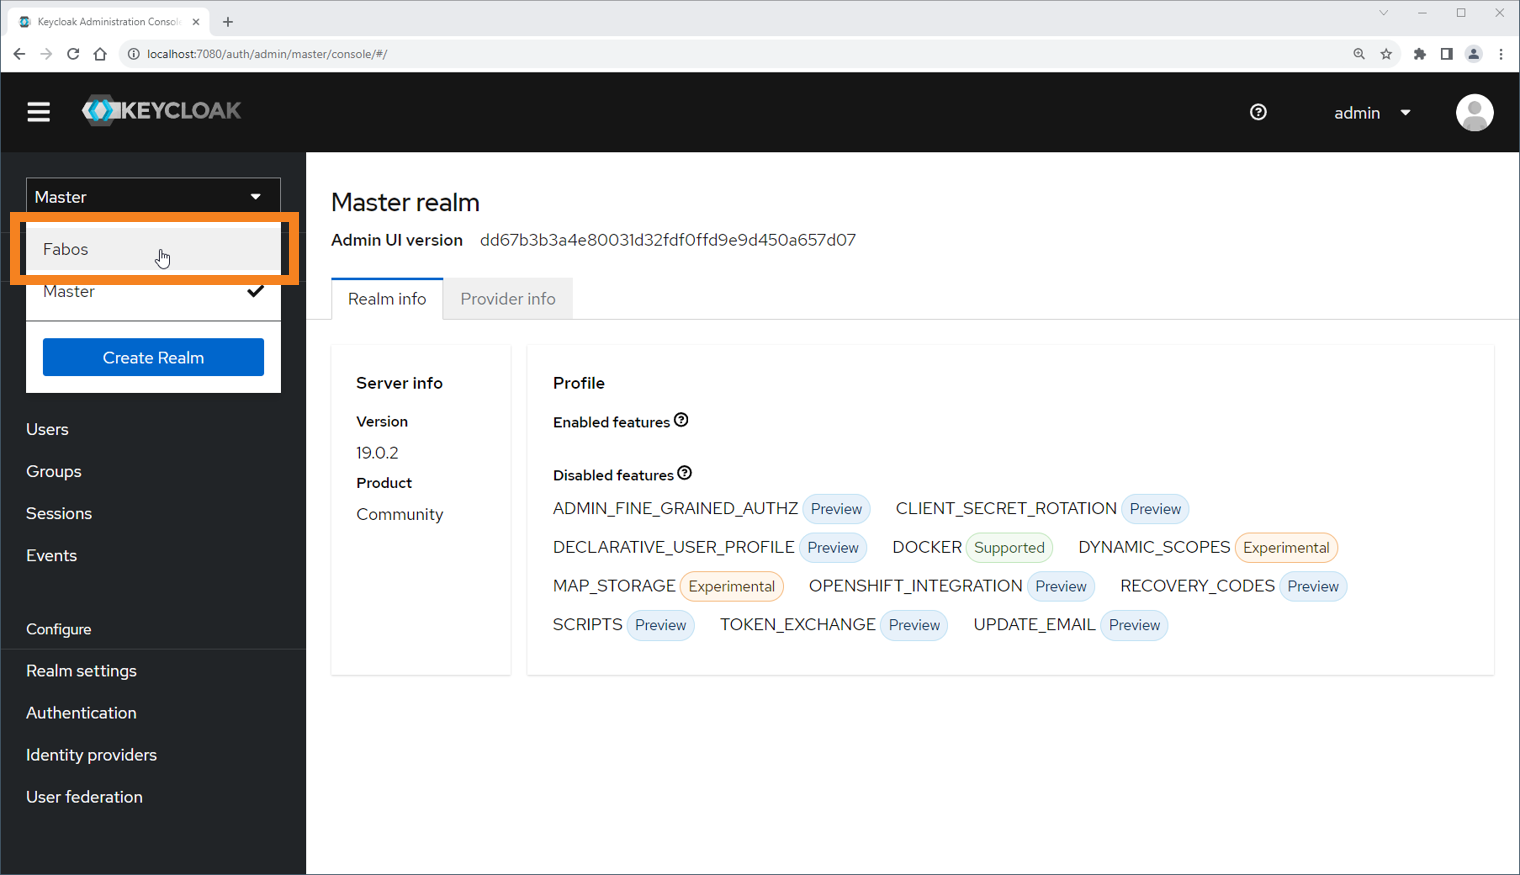 Keycloak Administration Consol
localhost:7080/auth/admin/master/console/#/
KEYCLOAK
admin
Master
Fabos
Master
Create Realm
Users
Groups
Sessions
Events
Configure
Realm settings
Authentication
Identity providers
User federation
Master realm
Admin UI version dd67b3b3a4e80031d32fdf0ffd9e9d450a657d07
Realm info Provider info
Server info
Version
19.0.2
Product
Community
Profile
Enabled features
Disabled features
ADMIN_FINE_GRAINED_AUTHZ Preview CLIENT_SECRET_ROTATION Preview
DECLARATIVE_USER_PROFILE Preview DOCKER Supported DYNAMIC_SCOPES Experimental
MAP_STORAGE Experimental OPENSHIFT_INTEGRATION Preview RECOVERY_CODES Preview
SCRIPTS Preview TOKEN_EXCHANGE Preview UPDATE_EMAIL Preview